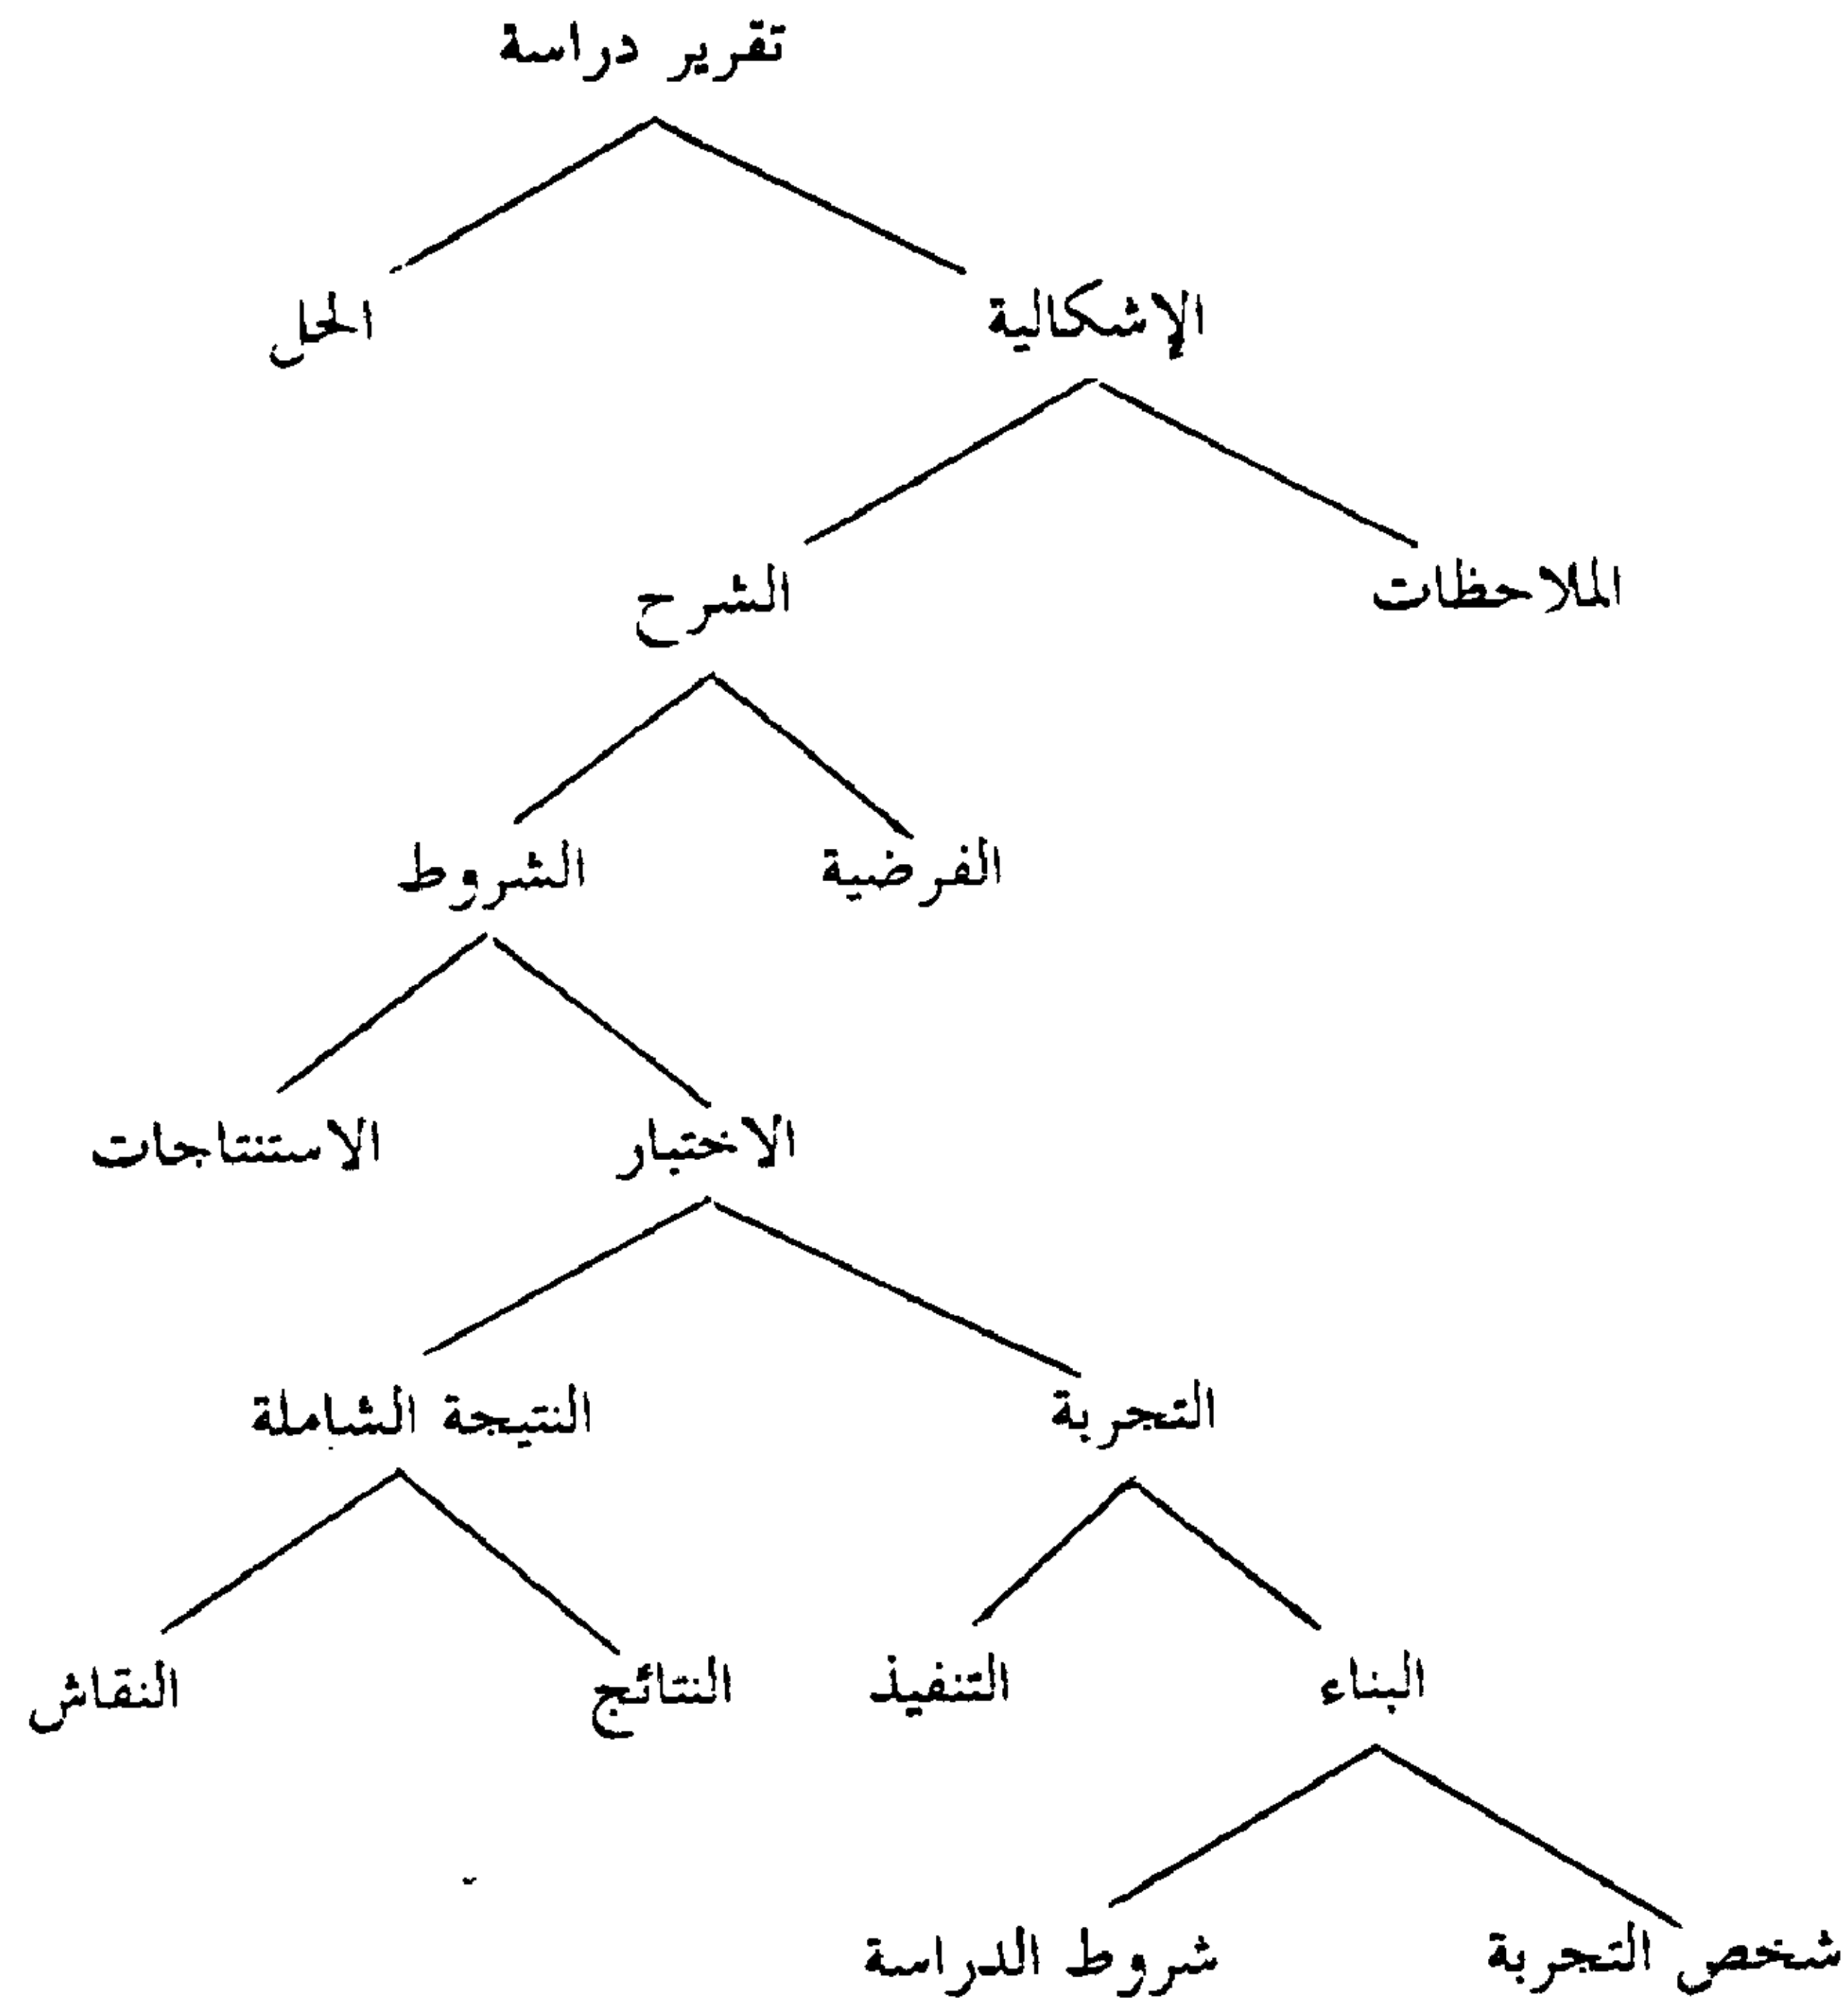 تقرير دراسة
الإشكالية الحل
الملاحظات الشرح
الفرضية الشروط
الاختبار الاستنتاجات
التجربة النتيجة الشاملة
البناء التنفيذ النتائج النقاش
شخص التجربة شروط الدراسة